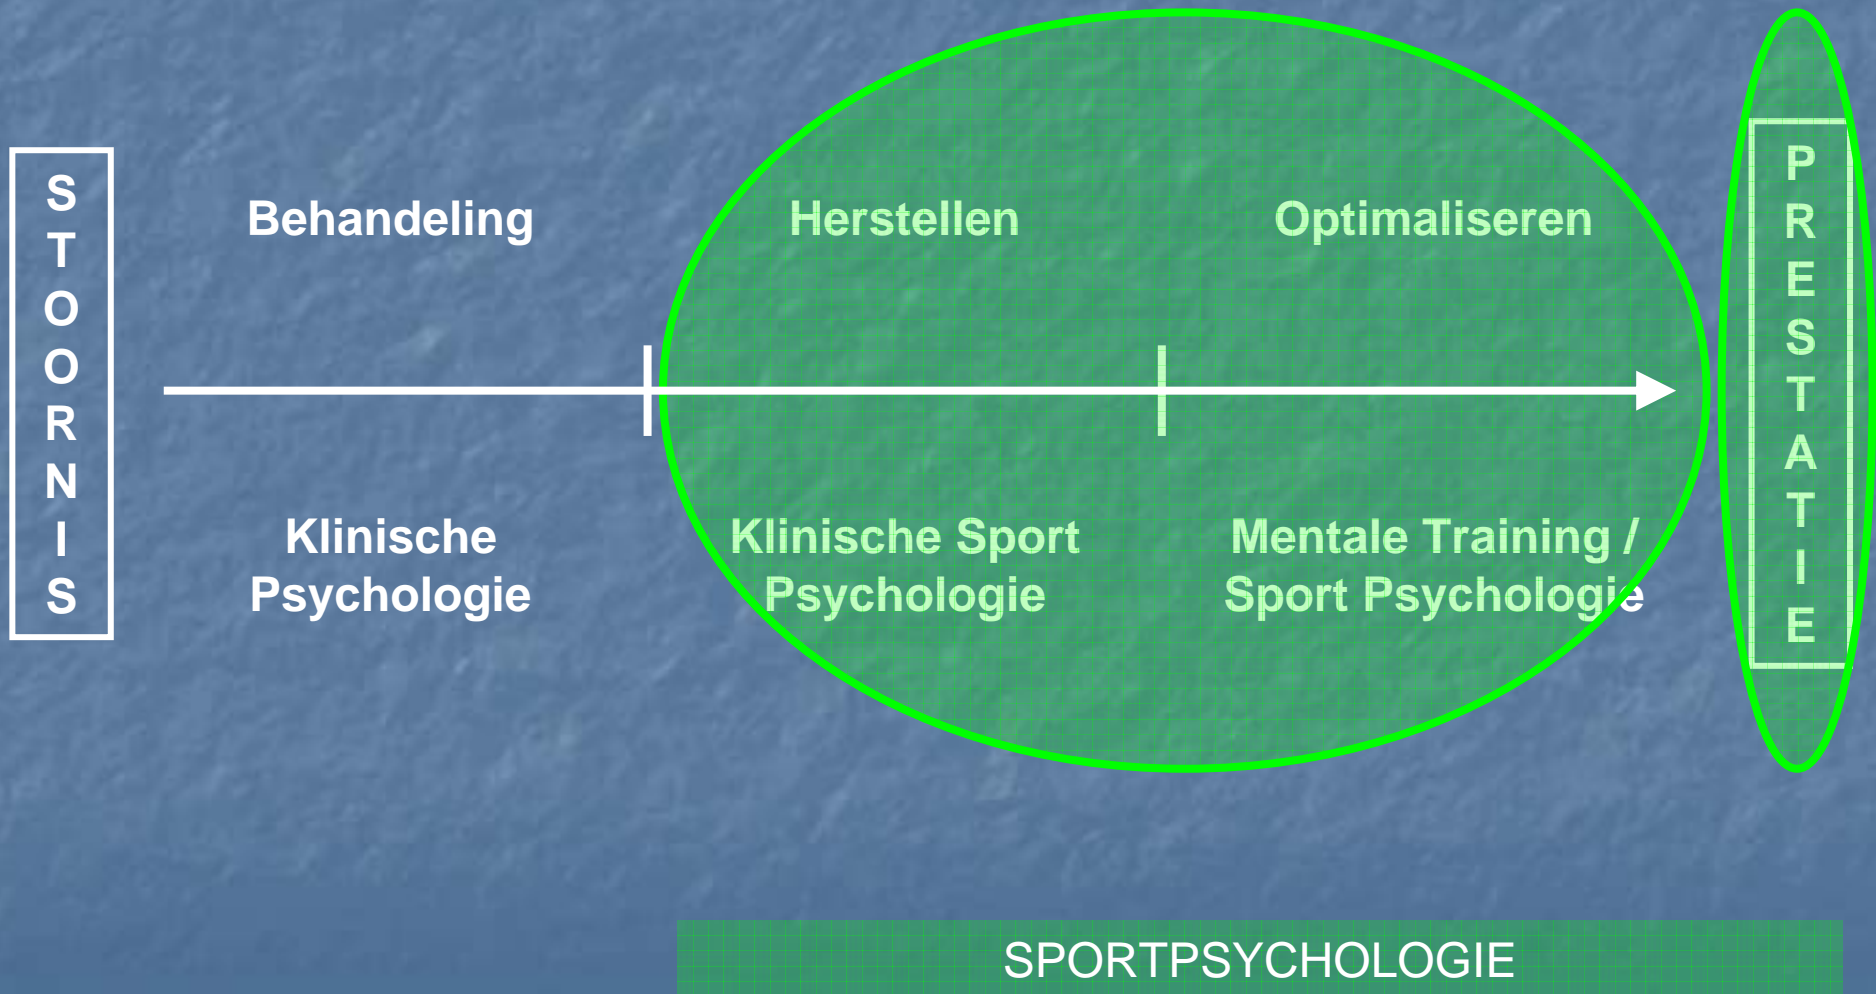 STOORNIS
Behandeling
Herstellen
Optimaliseren
PRESTATIE
Klinische
Psychologie
Klinische Sport
Psychologie
Mentale Training /
Sport Psychologie
SPORTPSYCHOLOGIE